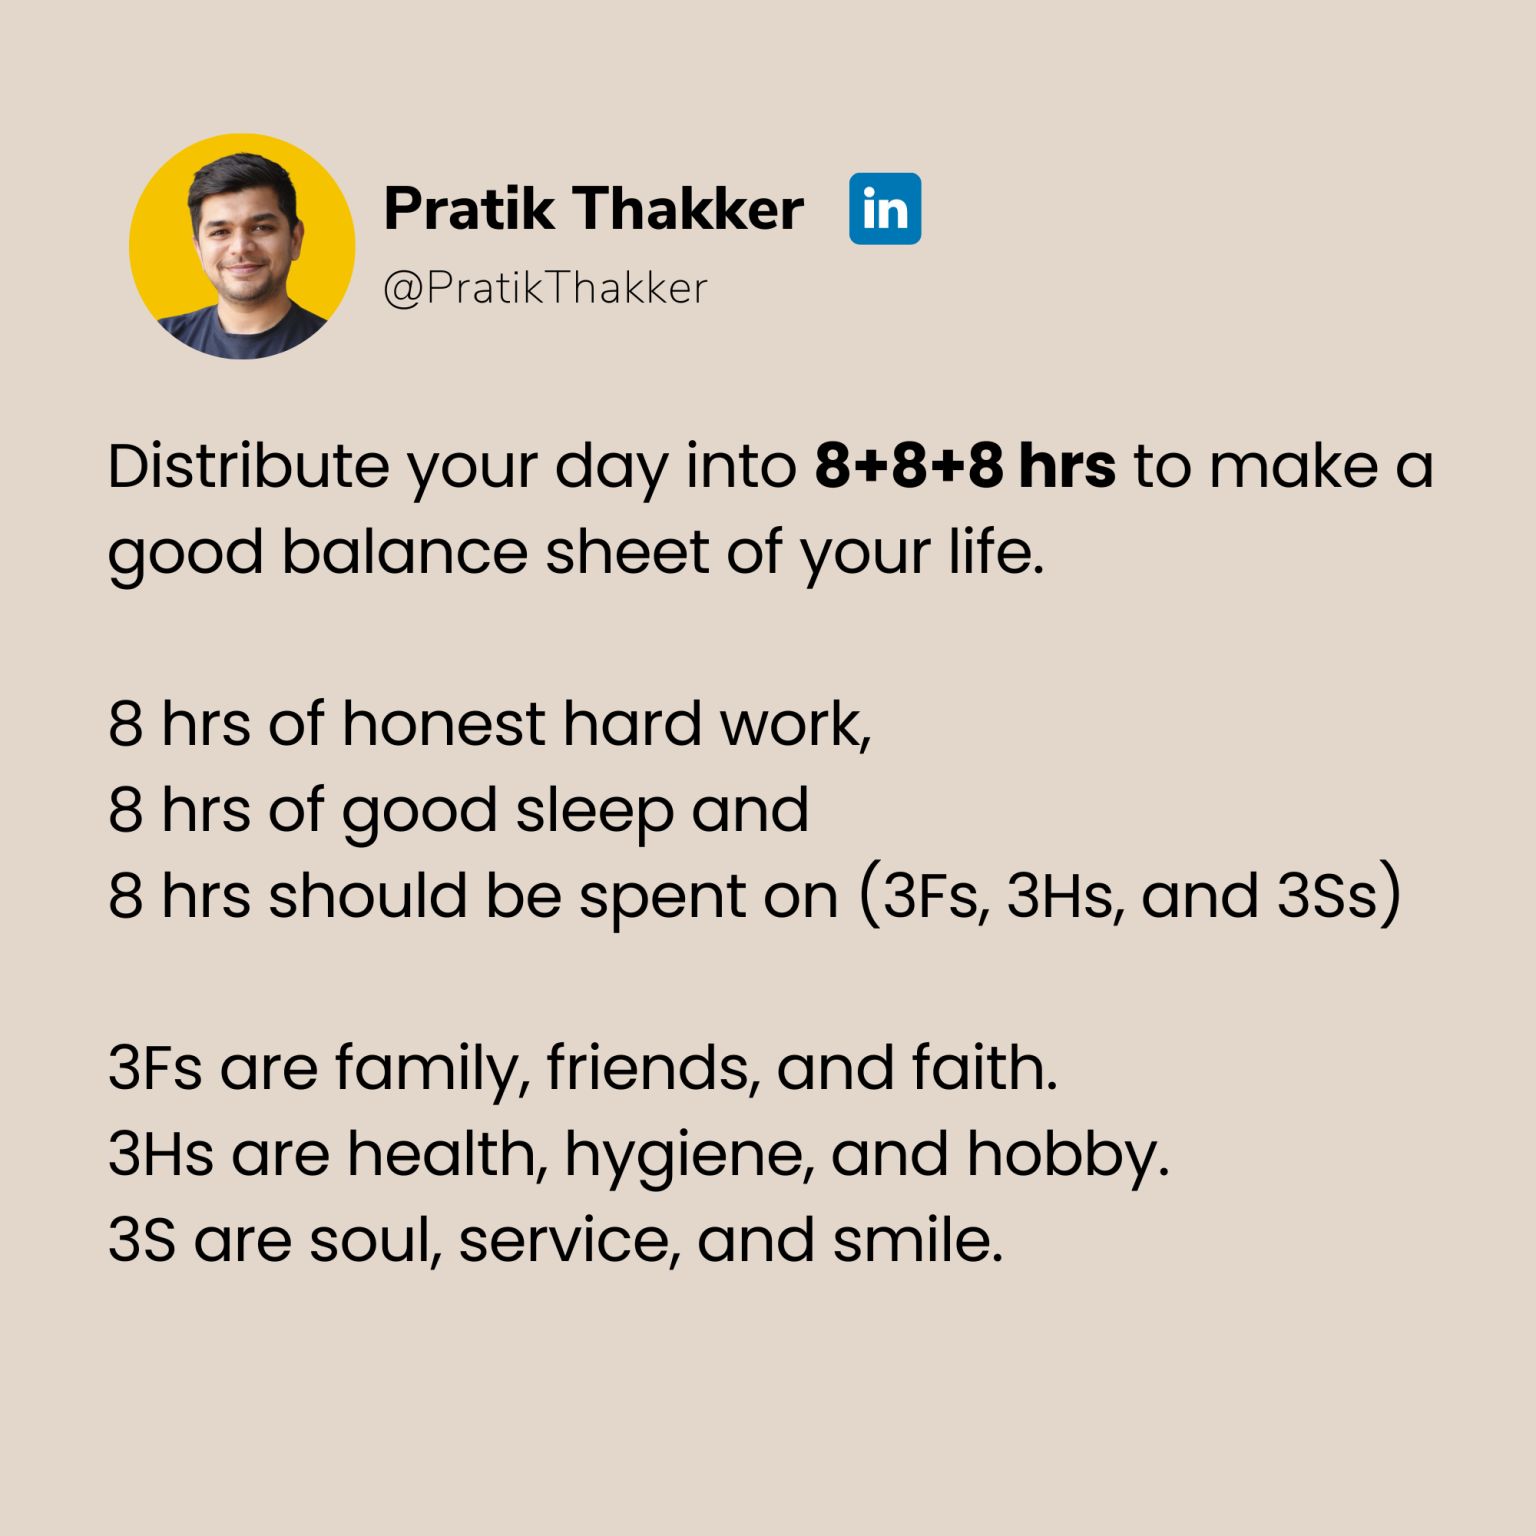 Pratik Thakker in
@PratikThakker
Distribute your day into 8+8+8 hrs to make a
good balance sheet of your life.
8 hrs of honest hard work,
8 hrs of good sleep and
8 hrs should be spent on (3Fs, 3Hs, and 3Ss)
3Fs are family, friends, and faith.
3Hs are health, hygiene, and hobby.
3S are soul, service, and smile.